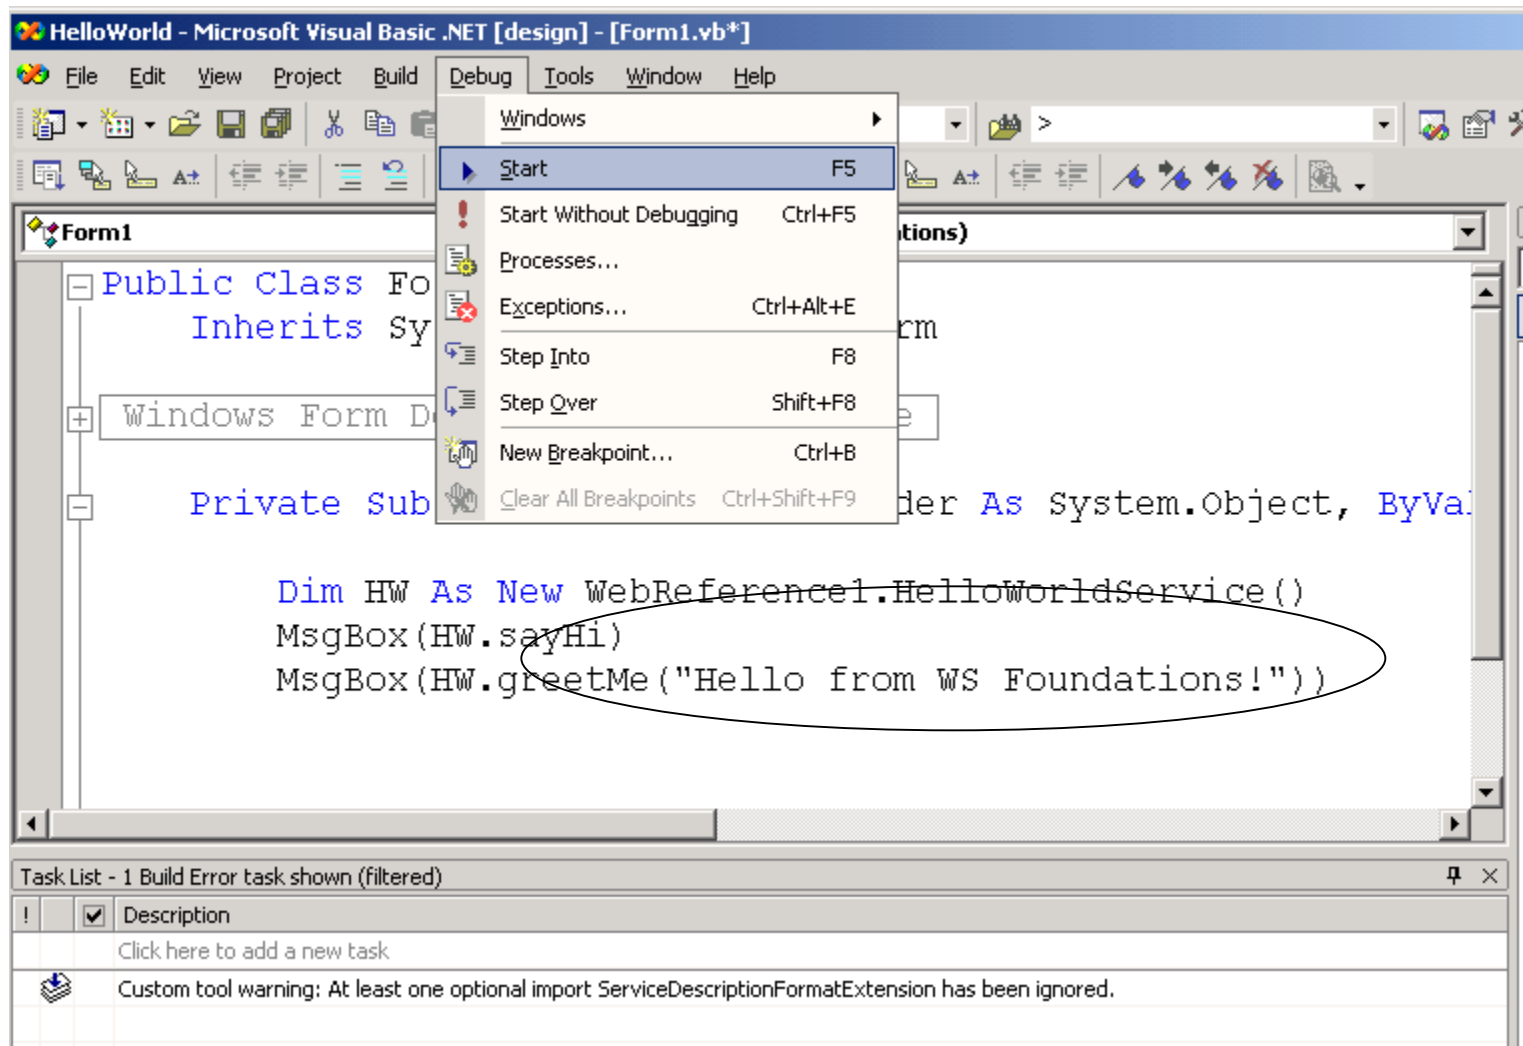 HelloWorld - Microsoft Visual Basic .NET [design] - [Form1.vb*]
File Edit View Project Build Debug Tools Window Help
Windows
>
Start F5
Start Without Debugging Ctrl+F5
Processes...
Exceptions... Ctrl+Alt+E
Step Into F8
Step Over Shift+F8
New Breakpoint... Ctrl+B
Clear All Breakpoints Ctrl+Shift+F9
Form1 tions)
Public Class Fo
Inherits Sy rm
Windows Form D e
Private Sub der As System.Object, ByVal
Dim HW As New WebReference1.HelloWorldService()
MsgBox(HW.sayHi)
MsgBox(HW.greetMe("Hello from WS Foundations!"))
Task List - 1 Build Error task shown (filtered)
! Description
Click here to add a new task
Custom tool warning: At least one optional import ServiceDescriptionFormatExtension has been ignored.